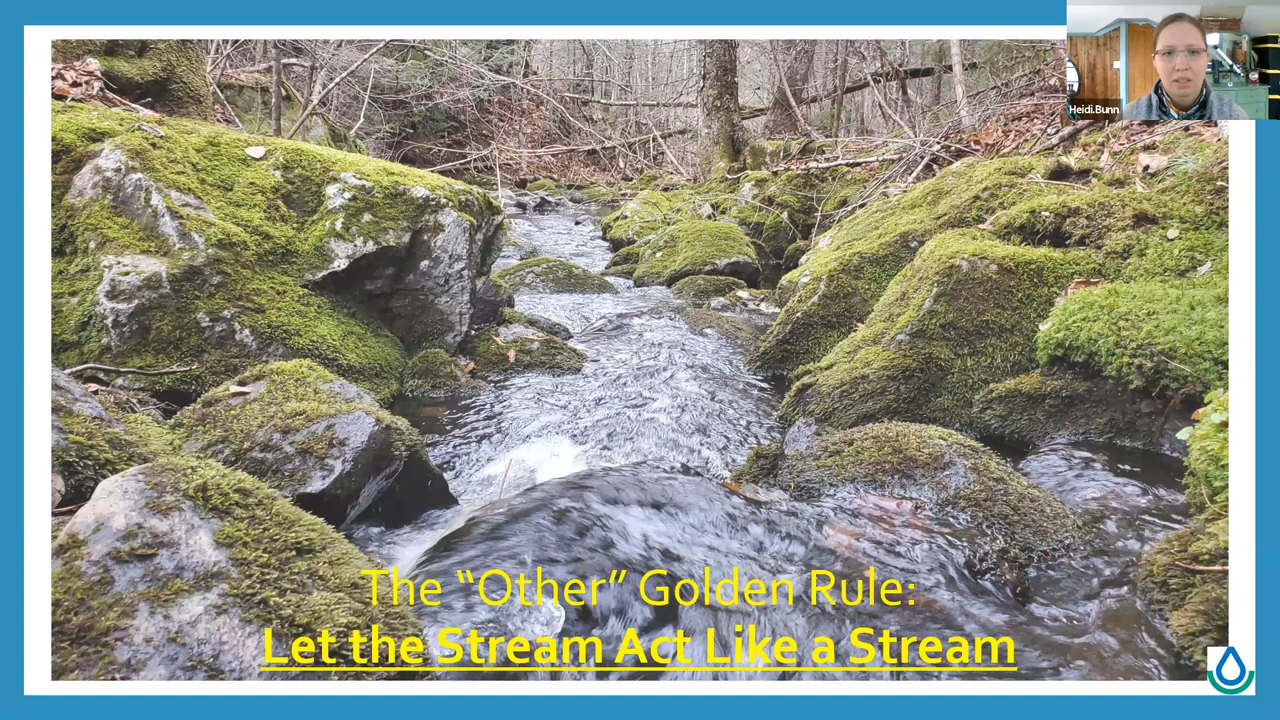 Heidi.Bunn
The “Other” Golden Rule:
Let the Stream Act Like a Stream